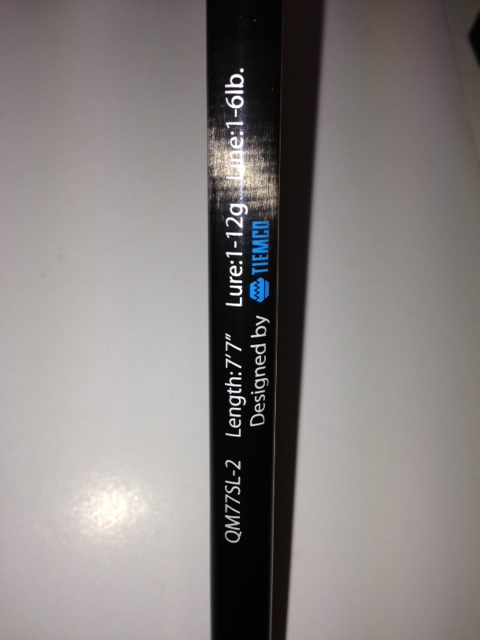 QM77SL-2 Length:7'7" Lure:1-12g Line:1-6lb.
Designed by TIEMCO